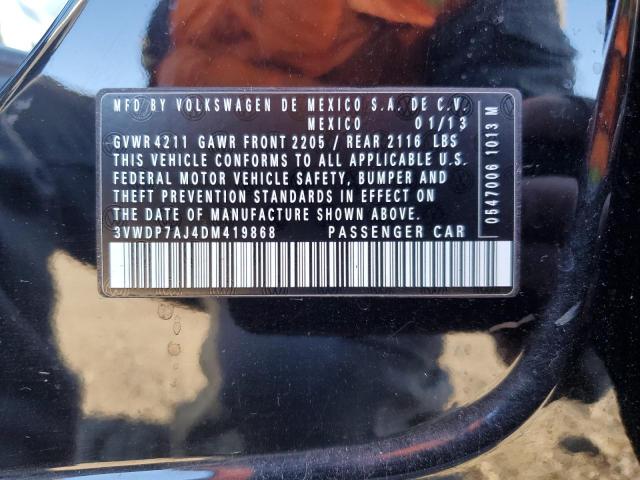 MFD BY VOLKSWAGEN DE MEXICO S.A. DE C.V.
MEXICO 01/13
GVWR 4211 GAWR FRONT 2205 / REAR 2116 LBS
THIS VEHICLE CONFORMS TO ALL APPLICABLE U.S.
FEDERAL MOTOR VEHICLE SAFETY, BUMPER AND
THEFT PREVENTION STANDARDS IN EFFECT ON
THE DATE OF MANUFACTURE SHOWN ABOVE.
3VWDP7AJ4DM419868 PASSENGER CAR
0547006 1013 M